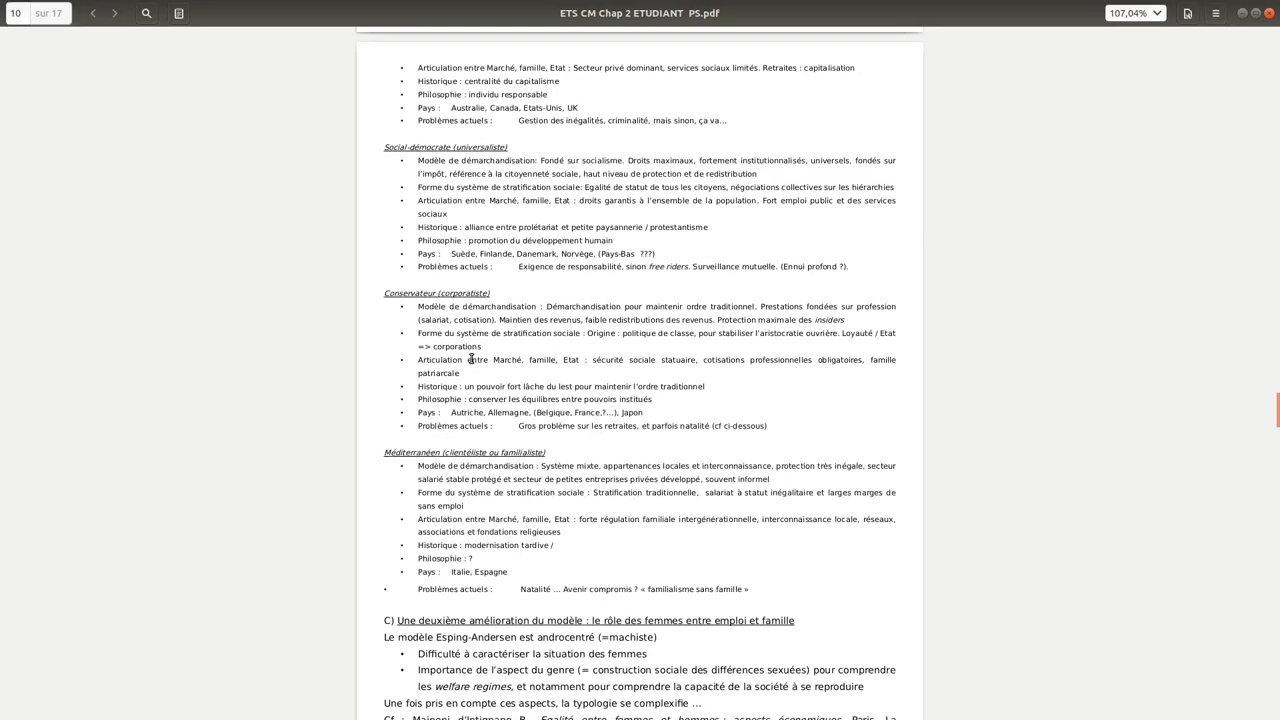 10 sur 17 ETS CM Chap 2 ETUDIANT PS.pdf 107,04%
• Articulation entre Marché, famille, Etat : Secteur privé dominant, services sociaux limités. Retraites : capitalisation
• Historique : centralité du capitalisme
• Philosophie : individu responsable
• Pays : Australie, Canada, Etats-Unis, UK
• Problèmes actuels : Gestion des inégalités, criminalité, mais sinon, ça va…
Social-démocrate (universaliste)
• Modèle de démarchandisation: Fondé sur socialisme. Droits maximaux, fortement institutionnalisés, universels, fondés sur
l’impôt, référence à la citoyenneté sociale, haut niveau de protection et de redistribution
• Forme du système de stratification sociale: Egalité de statut de tous les citoyens, négociations collectives sur les hiérarchies
• Articulation entre Marché, famille, Etat : droits garantis à l’ensemble de la population. Fort emploi public et des services
sociaux
• Historique : alliance entre prolétariat et petite paysannerie / protestantisme
• Philosophie : promotion du développement humain
• Pays : Suède, Finlande, Danemark, Norvège, (Pays-Bas ???)
• Problèmes actuels : Exigence de responsabilité, sinon free riders. Surveillance mutuelle. (Ennui profond ?).
Conservateur (corporatiste)
• Modèle de démarchandisation : Démarchandisation pour maintenir ordre traditionnel. Prestations fondées sur profession
(salariat, cotisation). Maintien des revenus, faible redistributions des revenus. Protection maximale des insiders
• Forme du système de stratification sociale : Origine : politique de classe, pour stabiliser l’aristocratie ouvrière. Loyauté / Etat
=> corporations
• Articulation entre Marché, famille, Etat : sécurité sociale statuaire, cotisations professionnelles obligatoires, famille
patriarcale
• Historique : un pouvoir fort lâche du lest pour maintenir l’ordre traditionnel
• Philosophie : conserver les équilibres entre pouvoirs institués
• Pays : Autriche, Allemagne, (Belgique, France,?…), Japon
• Problèmes actuels : Gros problème sur les retraites, et parfois natalité (cf ci-dessous)
Méditerranéen (clientéliste ou familialiste)
• Modèle de démarchandisation : Système mixte, appartenances locales et interconnaissance, protection très inégale, secteur
salarié stable protégé et secteur de petites entreprises privées développé, souvent informel
• Forme du système de stratification sociale : Stratification traditionnelle, salariat à statut inégalitaire et larges marges de
sans emploi
• Articulation entre Marché, famille, Etat : forte régulation familiale intergénérationnelle, interconnaissance locale, réseaux,
associations et fondations religieuses
• Historique : modernisation tardive /
• Philosophie : ?
• Pays : Italie, Espagne
• Problèmes actuels : Natalité … Avenir compromis ? « familialisme sans famille »
C) Une deuxième amélioration du modèle : le rôle des femmes entre emploi et famille
Le modèle Esping-Andersen est androcentré (=machiste)
• Difficulté à caractériser la situation des femmes
• Importance de l’aspect du genre (= construction sociale des différences sexuées) pour comprendre
les welfare regimes, et notamment pour comprendre la capacité de la société à se reproduire
Une fois pris en compte ces aspects, la typologie se complexifie …
Cf : Majnoni d’Intignano B., Egalité entre femmes et hommes : aspects économiques, Paris, La